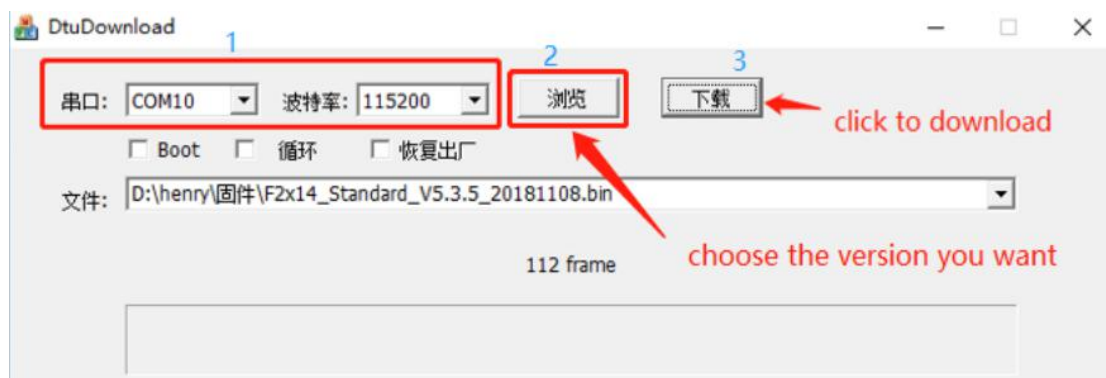 DtuDownload
1
2
3
串口: COM10 波特率: 115200 浏览 下载
click to download
Boot 循环 恢复出厂
文件: D:\henry\固件\F2x14_Standard_V5.3.5_20181108.bin
112 frame
choose the version you want